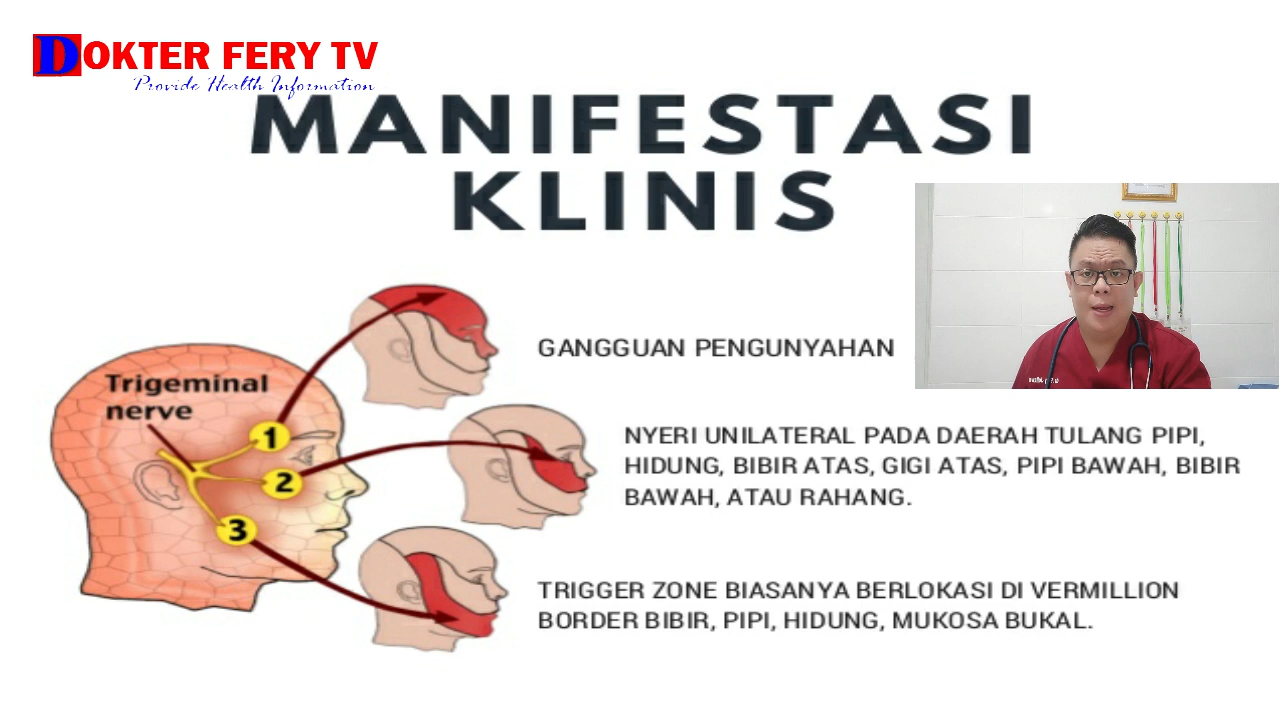 DOKTER FERY TV
Provide Health Information
MANIFESTASI
KLINIS
Trigeminal
nerve
1
2
3
GANGGUAN PENGUNYAHAN
NYERI UNILATERAL PADA DAERAH TULANG PIPI,
HIDUNG, BIBIR ATAS, GIGI ATAS, PIPI BAWAH, BIBIR
BAWAH, ATAU RAHANG.
TRIGGER ZONE BIASANYA BERLOKASI DI VERMILLION
BORDER BIBIR, PIPI, HIDUNG, MUKOSA BUKAL.